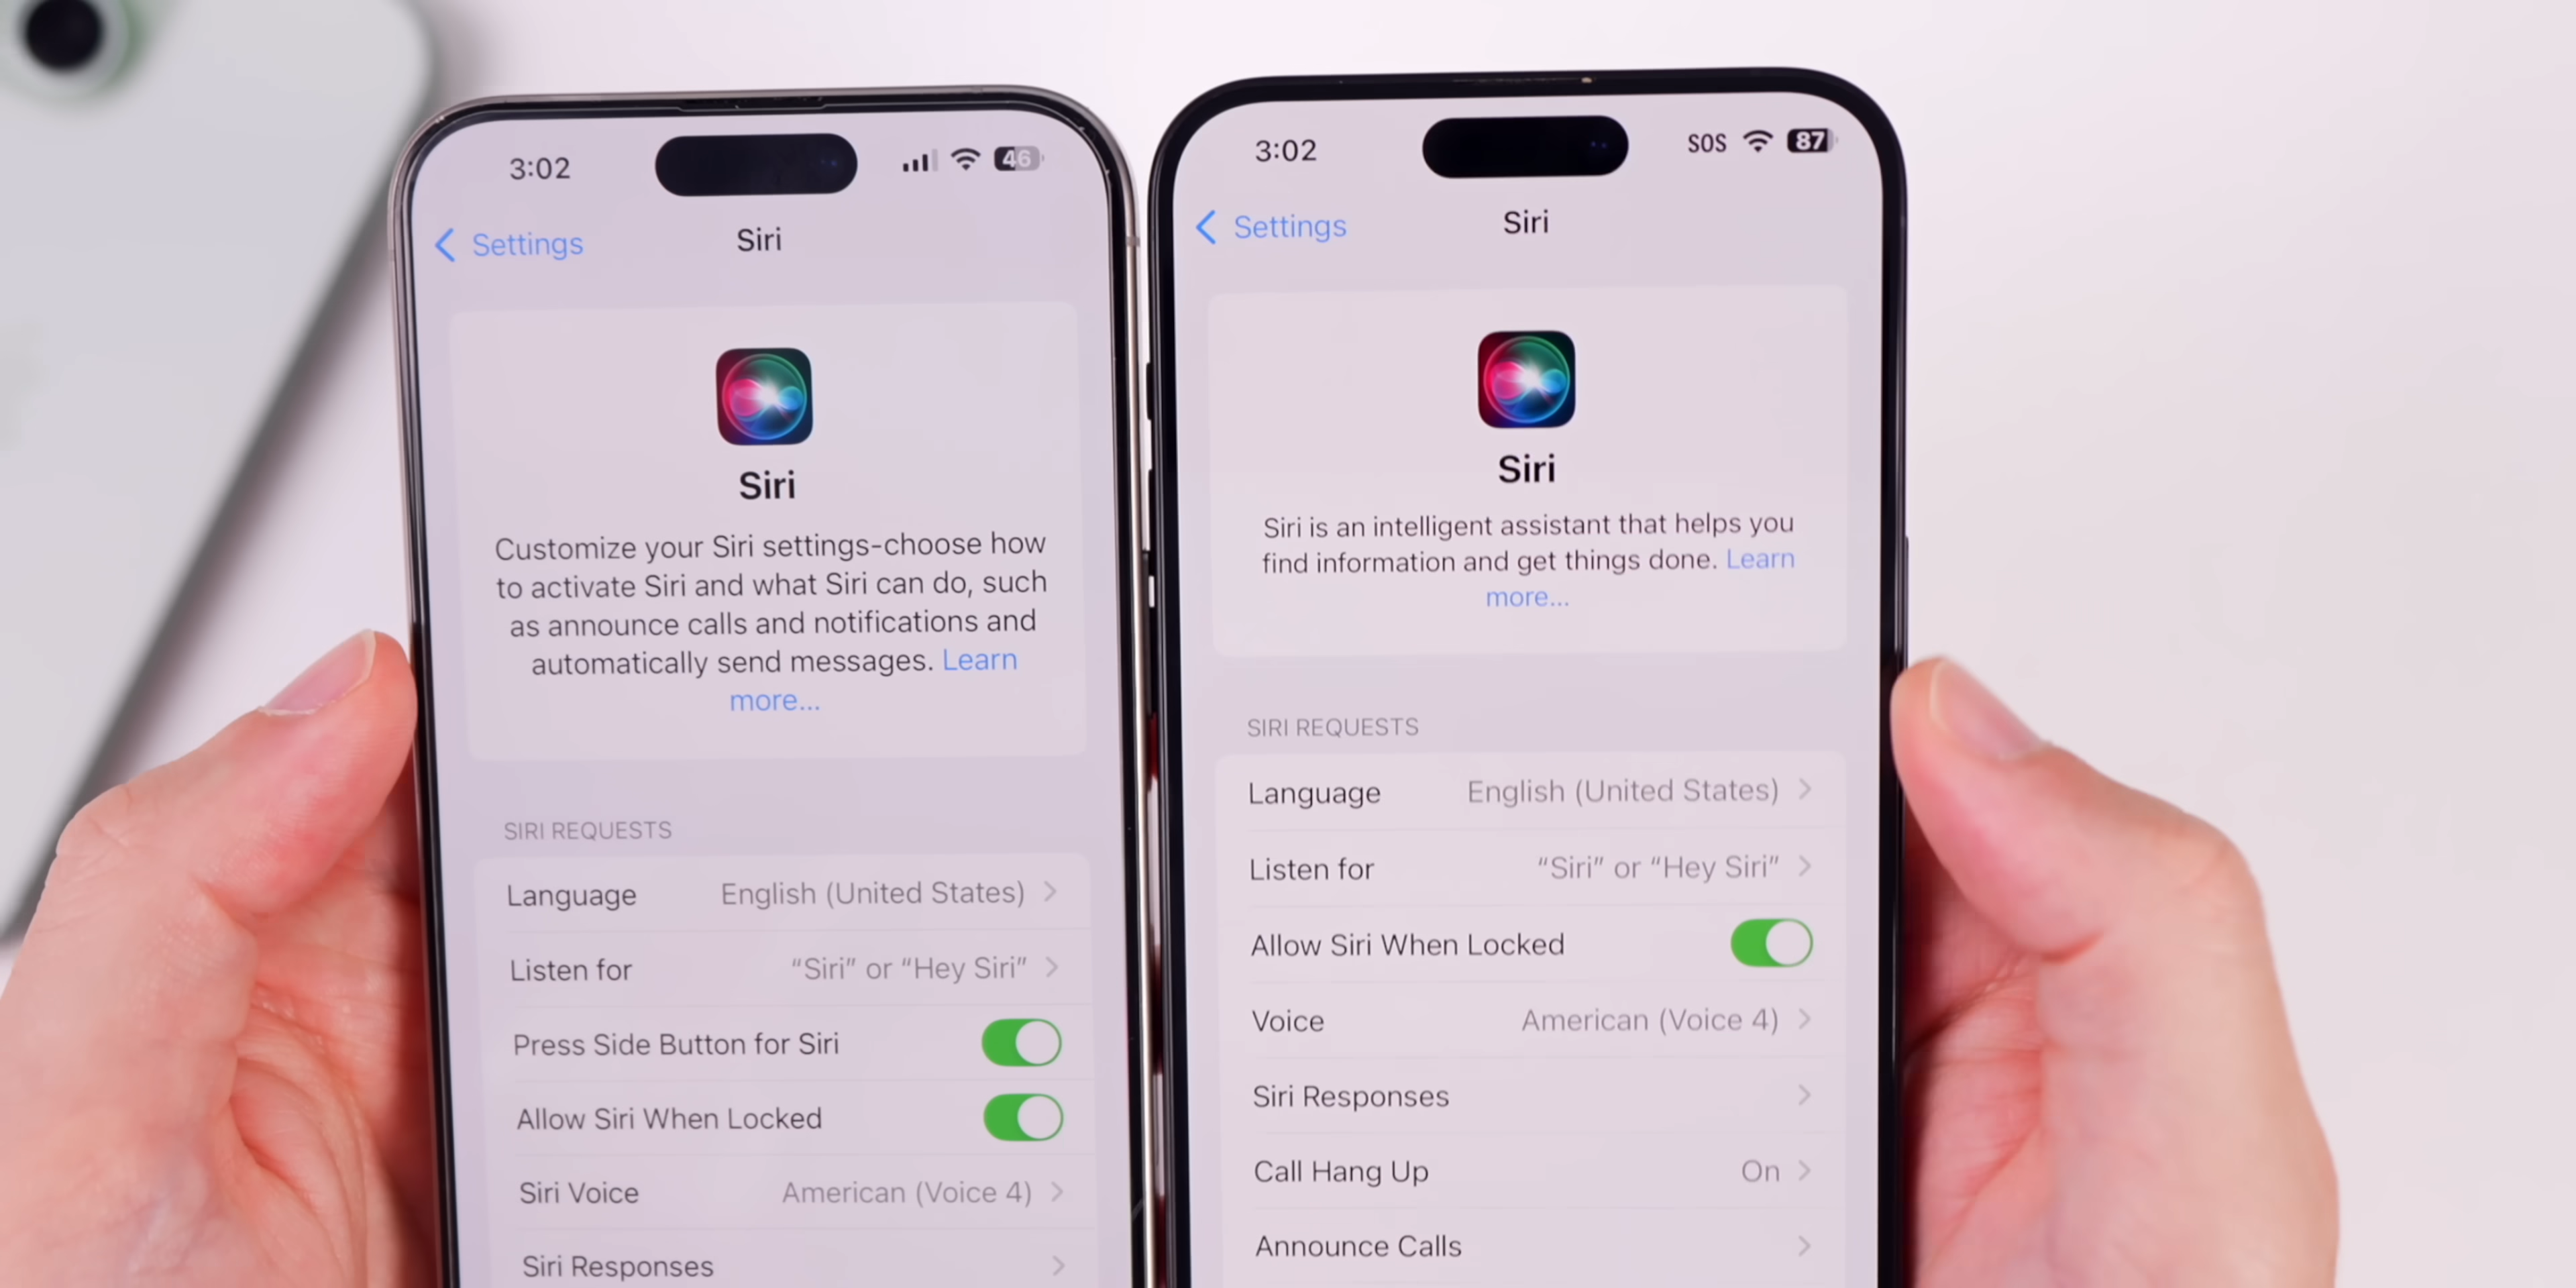 3:02
46
Settings
Siri
Siri
Customize your Siri settings-choose how
to activate Siri and what Siri can do, such
as announce calls and notifications and
automatically send messages. Learn
more...
SIRI REQUESTS
Language English (United States)
Listen for “Siri” or “Hey Siri”
Press Side Button for Siri
Allow Siri When Locked
Siri Voice American (Voice 4)
Siri Responses
3:02
SOS 87
Settings
Siri
Siri
Siri is an intelligent assistant that helps you
find information and get things done. Learn
more...
SIRI REQUESTS
Language English (United States)
Listen for “Siri” or “Hey Siri”
Allow Siri When Locked
Voice American (Voice 4)
Siri Responses
Call Hang Up On
Announce Calls